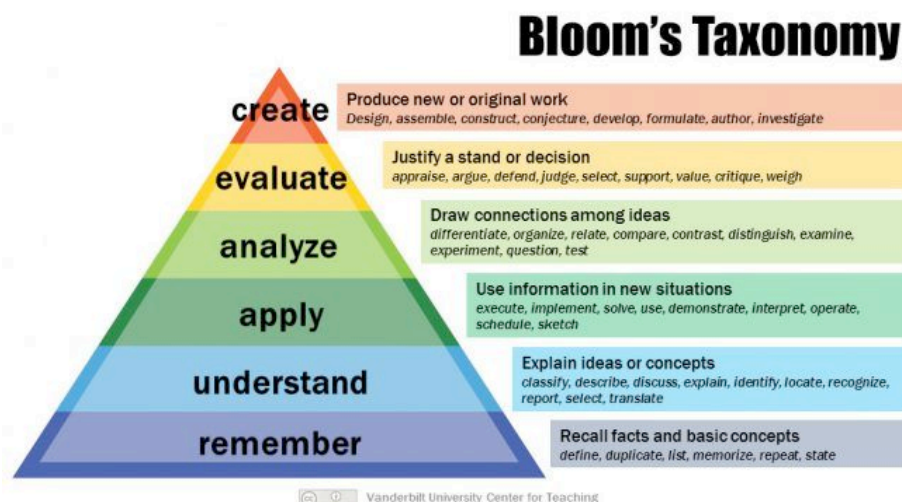 Bloom's Taxonomy
create
Produce new or original work
Design, assemble, construct, conjecture, develop, formulate, author, investigate
evaluate
Justify a stand or decision
appraise, argue, defend, judge, select, support, value, critique, weigh
analyze
Draw connections among ideas
differentiate, organize, relate, compare, contrast, distinguish, examine,
experiment, question, test
apply
Use information in new situations
execute, implement, solve, use, demonstrate, interpret, operate,
schedule, sketch
understand
Explain ideas or concepts
classify, describe, discuss, explain, identify, locate, recognize,
report, select, translate
remember
Recall facts and basic concepts
define, duplicate, list, memorize, repeat, state
cc Vanderbilt University Center for Teaching